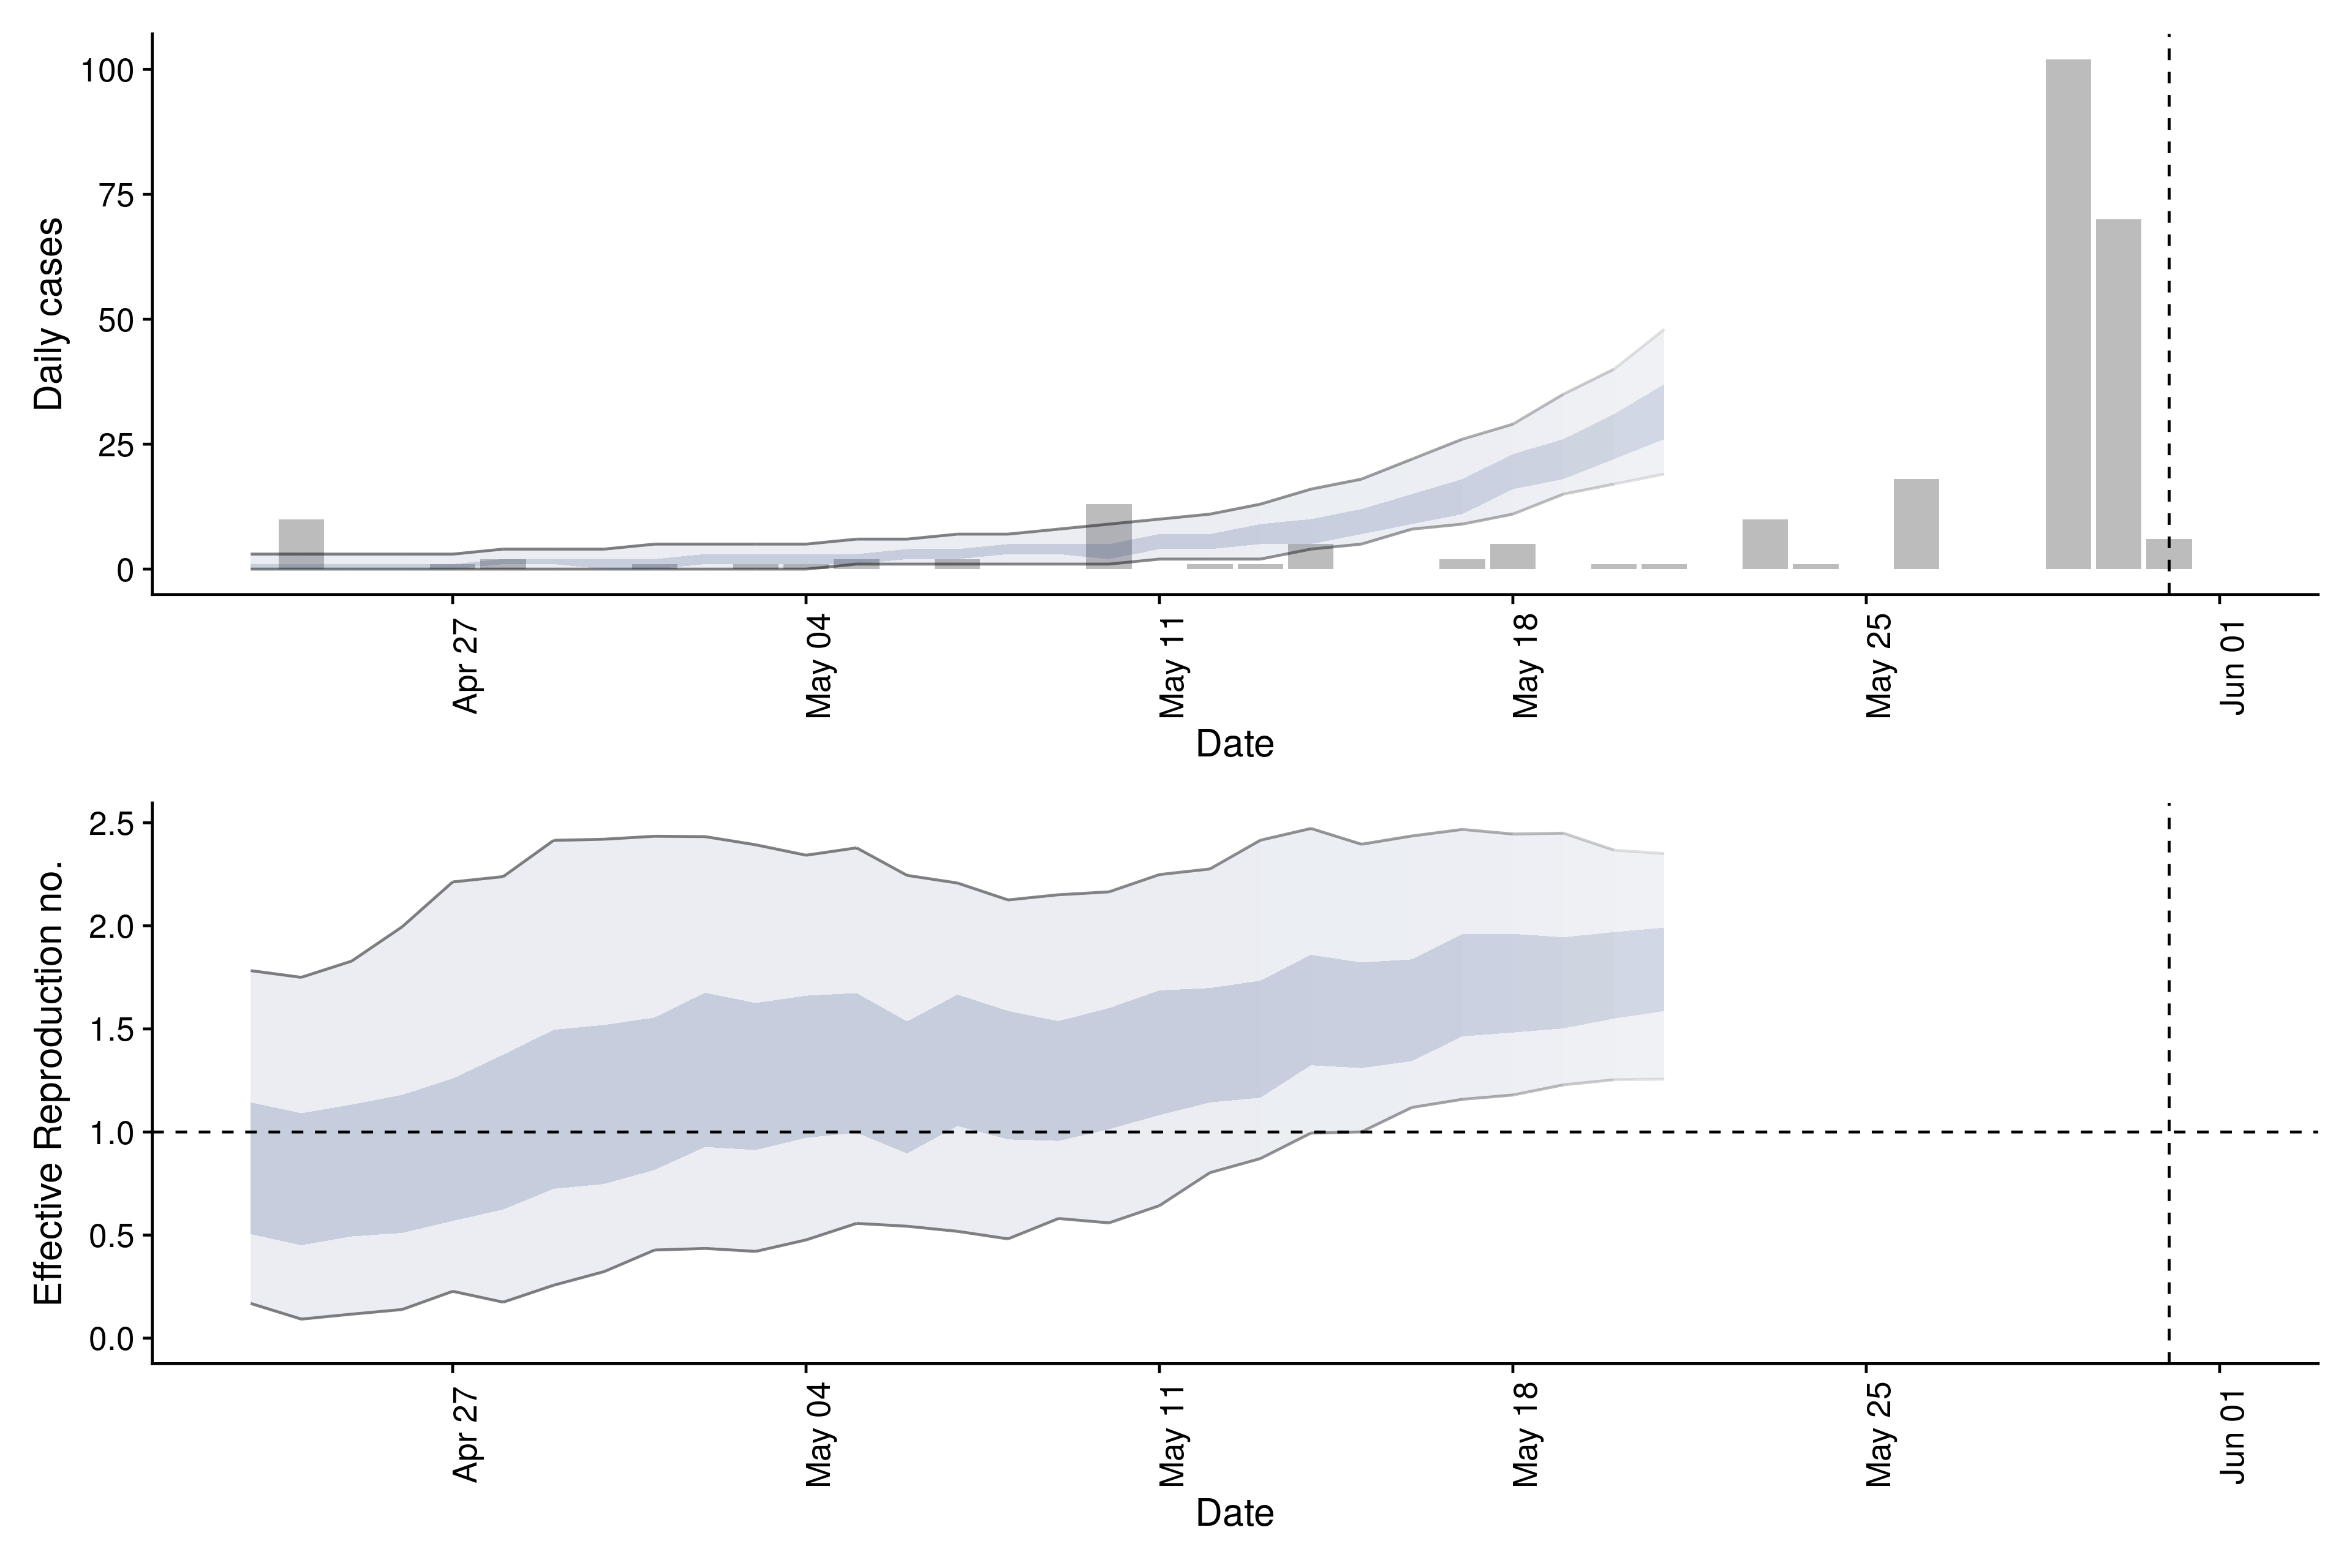 100
75
50
25
0
Daily cases
Apr 27
May 04
May 11
May 18
May 25
Jun 01
Date
2.5
2.0
1.5
1.0
0.5
0.0
Effective Reproduction no.
Apr 27
May 04
May 11
May 18
May 25
Jun 01
Date